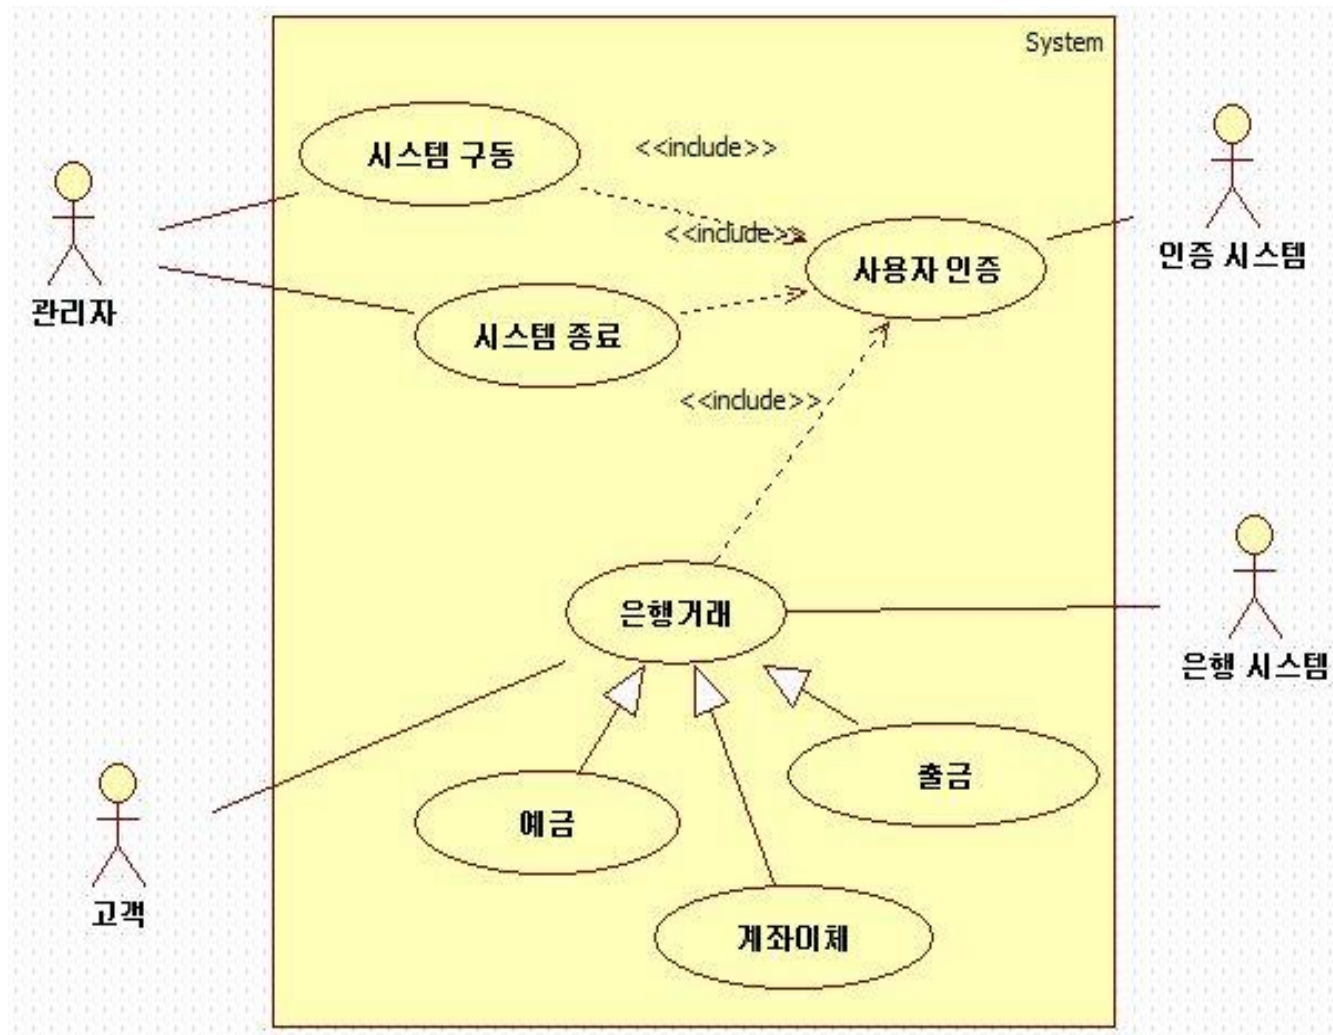 System
시스템 구동
<<include>>
<<include>>
사용자 인증
인증 시스템
관리자
시스템 종료
<<include>>
은행거래
은행 시스템
출금
예금
고객
계좌이체